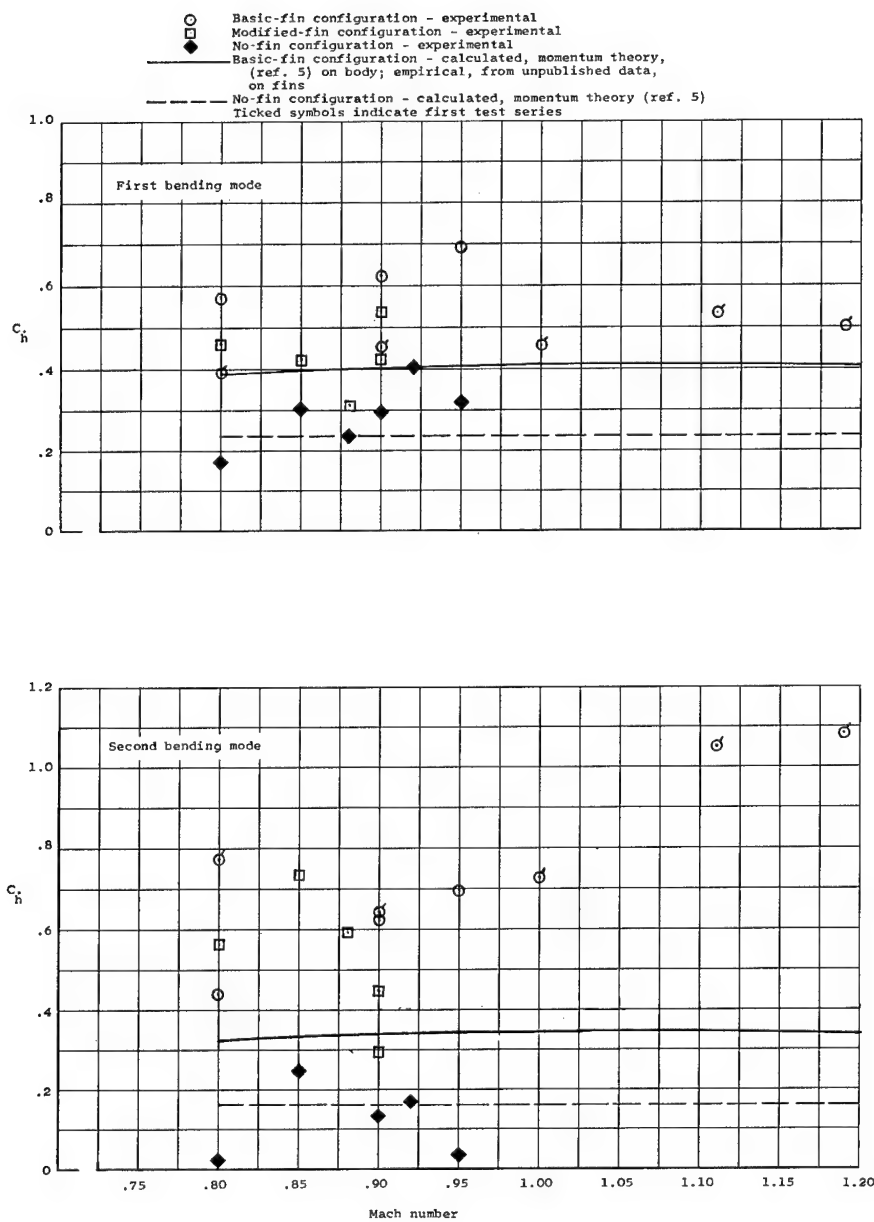 Basic-fin configuration - experimental
Modified-fin configuration - experimental
No-fin configuration - experimental
Basic-fin configuration - calculated, momentum theory,
(ref. 5) on body; empirical, from unpublished data,
on fins
No-fin configuration - calculated, momentum theory (ref. 5)
Ticked symbols indicate first test series
1.0
First bending mode
.8
.6
Cḣ
.4
.2
0
1.2
Second bending mode
1.0
.8
Cḣ
.6
.4
.2
0
.75 .80 .85 .90 .95 1.00 1.05 1.10 1.15 1.20
Mach number